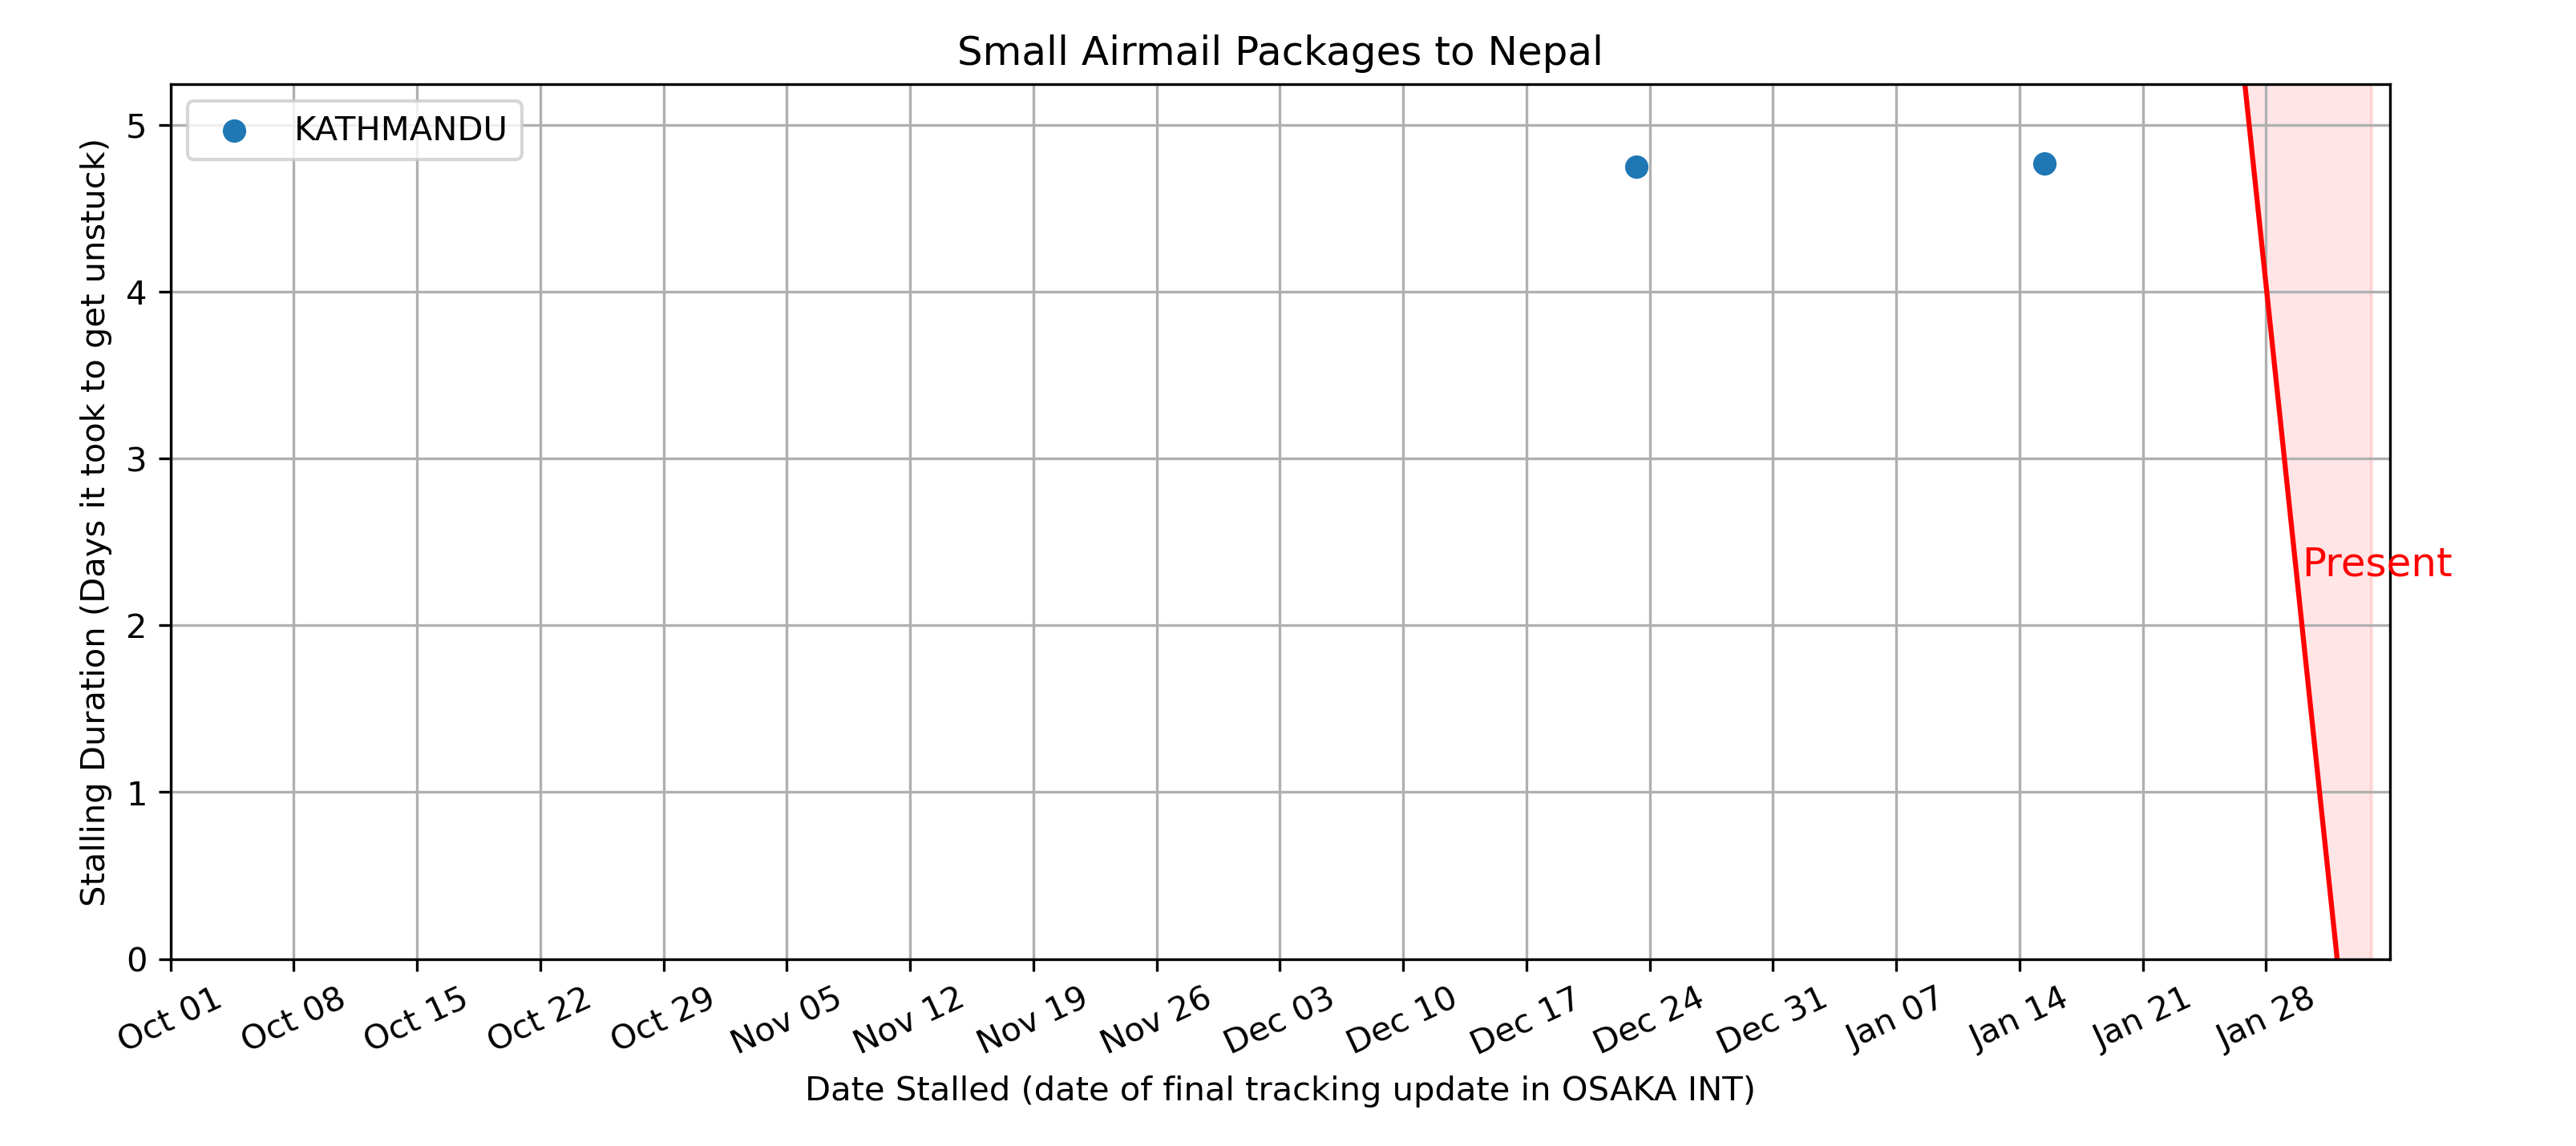 Small Airmail Packages to Nepal
KATHMANDU
Stalling Duration (Days it took to get unstuck)
5
4
3
2
1
0
Present
Oct 01 Oct 08 Oct 15 Oct 22 Oct 29 Nov 05 Nov 12 Nov 19 Nov 26 Dec 03 Dec 10 Dec 17 Dec 24 Dec 31 Jan 07 Jan 14 Jan 21 Jan 28
Date Stalled (date of final tracking update in OSAKA INT)